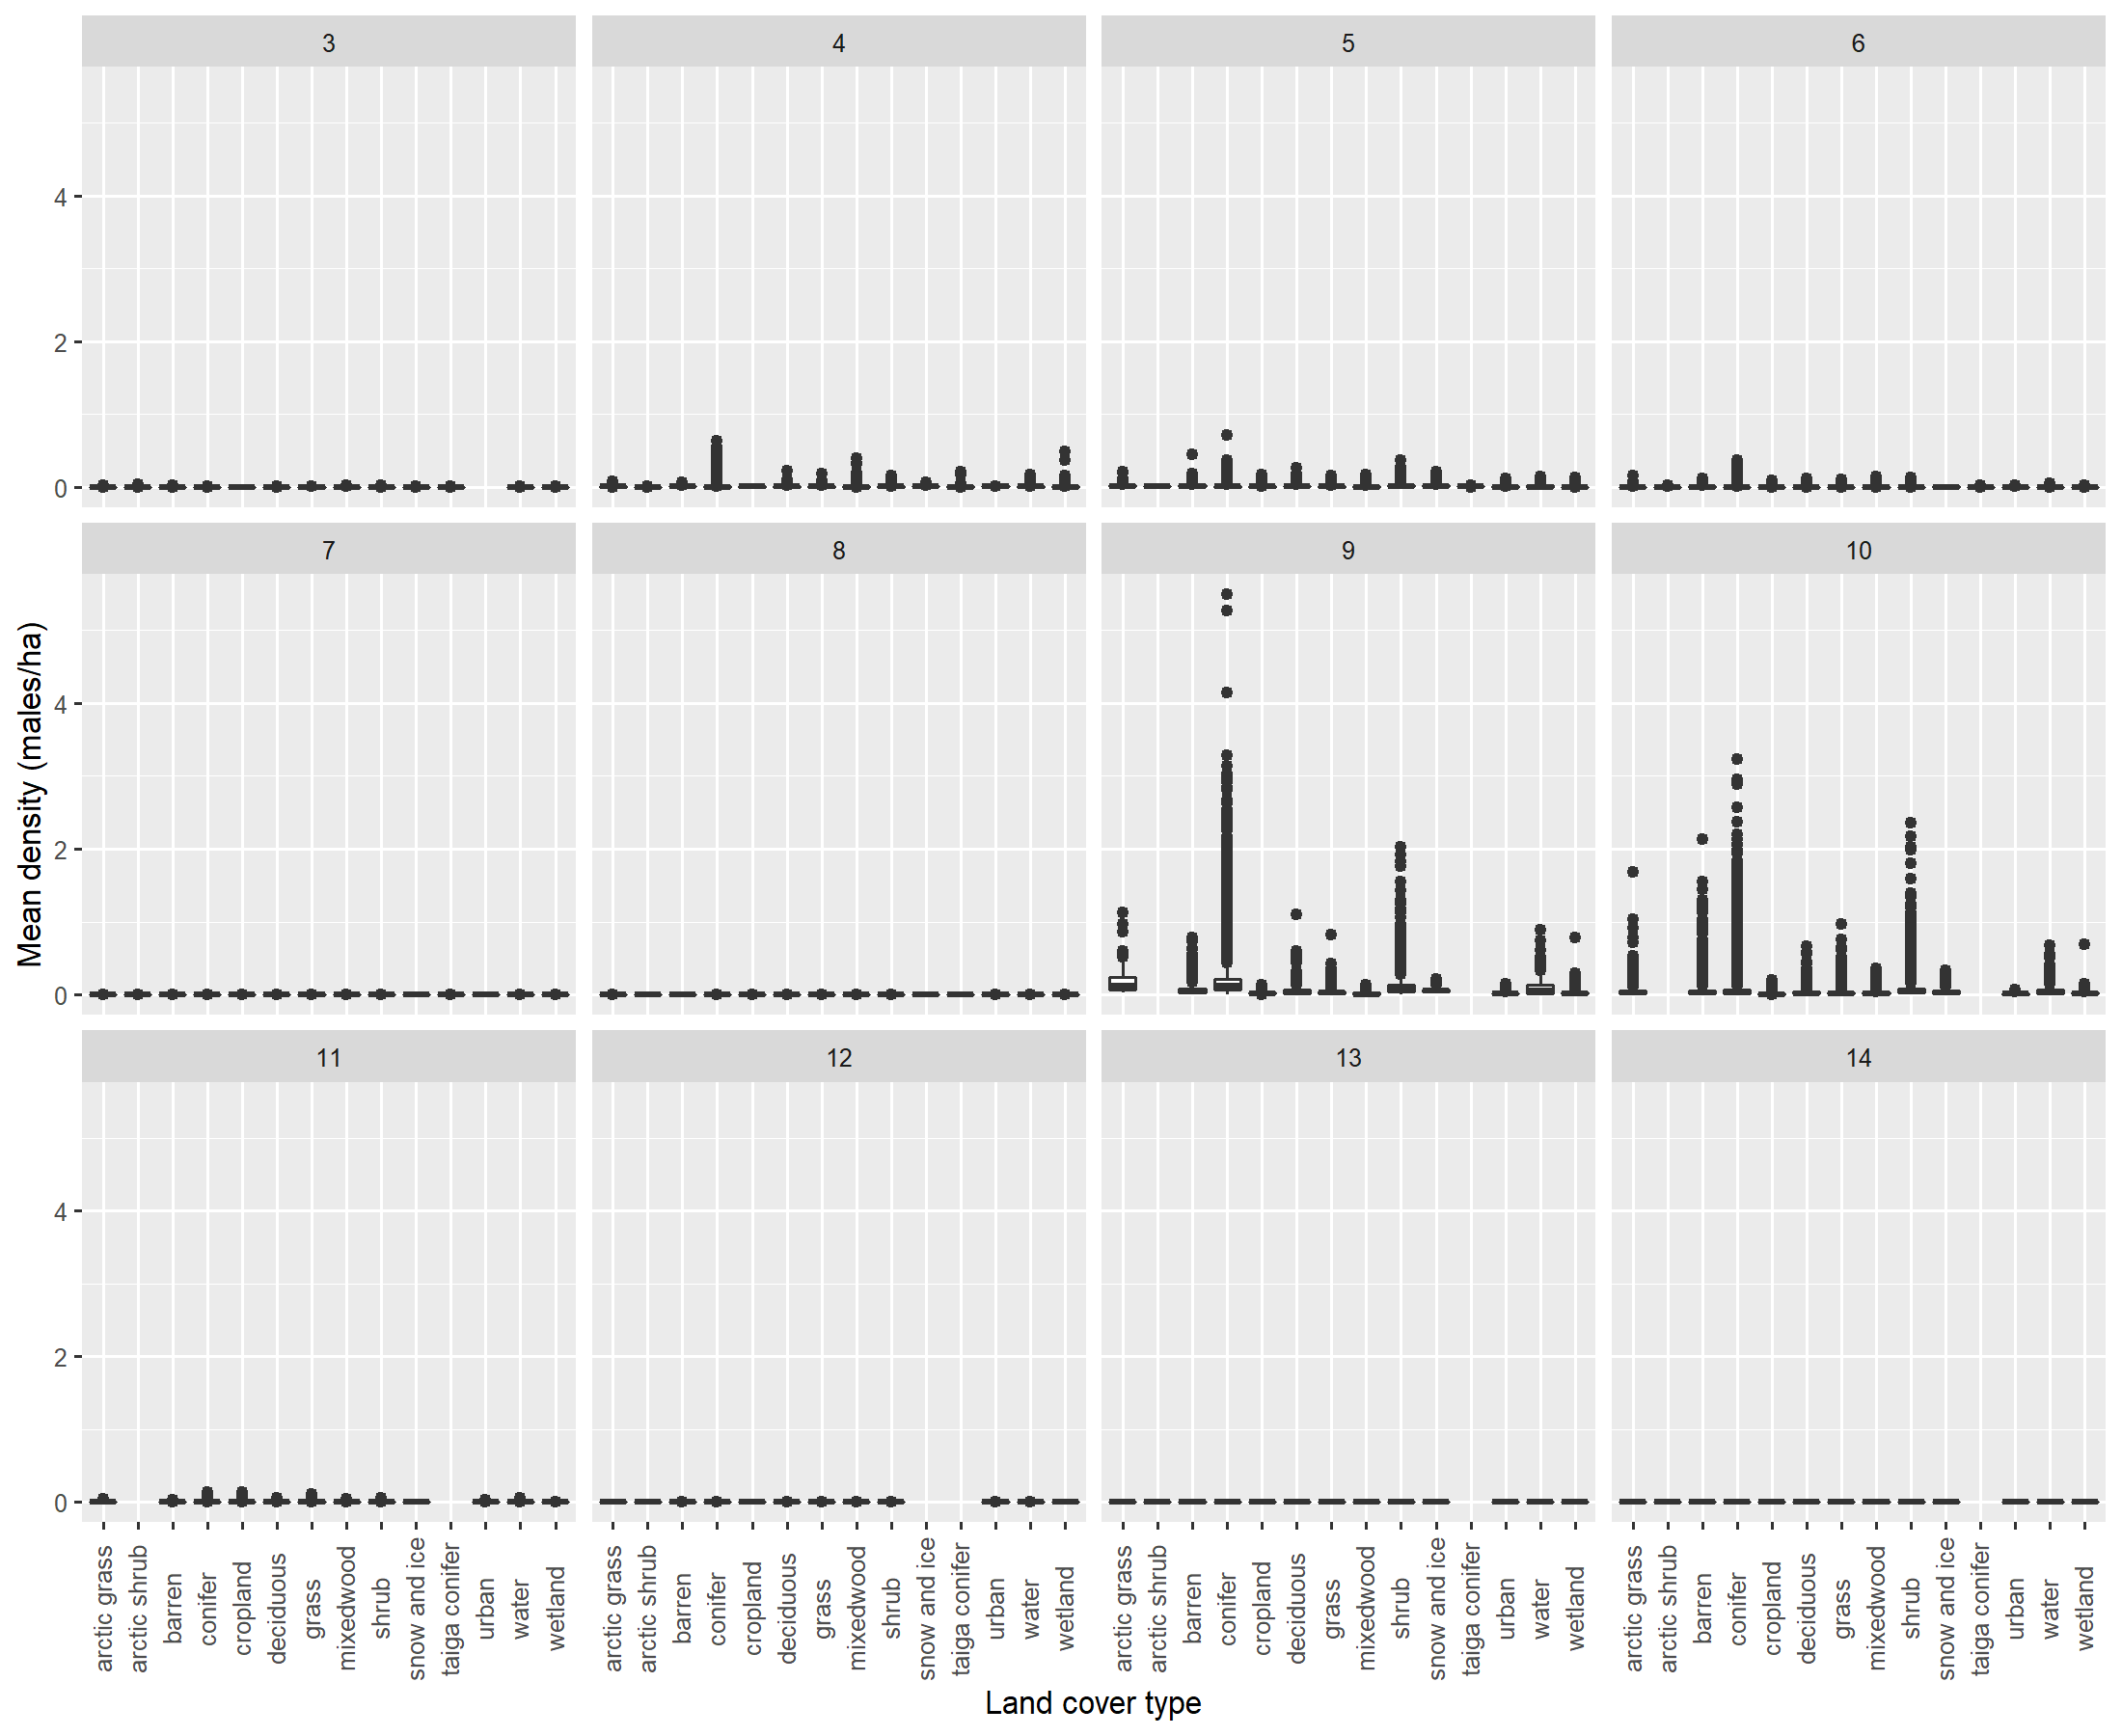 3 4 5 6
4
2
0
7 8 9 10
4
2
0
11 12 13 14
4
2
0
Mean density (males/ha)
arctic grass arctic shrub barren conifer cropland deciduous grass mixedwood shrub snow and ice taiga conifer urban water wetland
arctic grass arctic shrub barren conifer cropland deciduous grass mixedwood shrub snow and ice taiga conifer urban water wetland
arctic grass arctic shrub barren conifer cropland deciduous grass mixedwood shrub snow and ice taiga conifer urban water wetland
arctic grass arctic shrub barren conifer cropland deciduous grass mixedwood shrub snow and ice taiga conifer urban water wetland
Land cover type